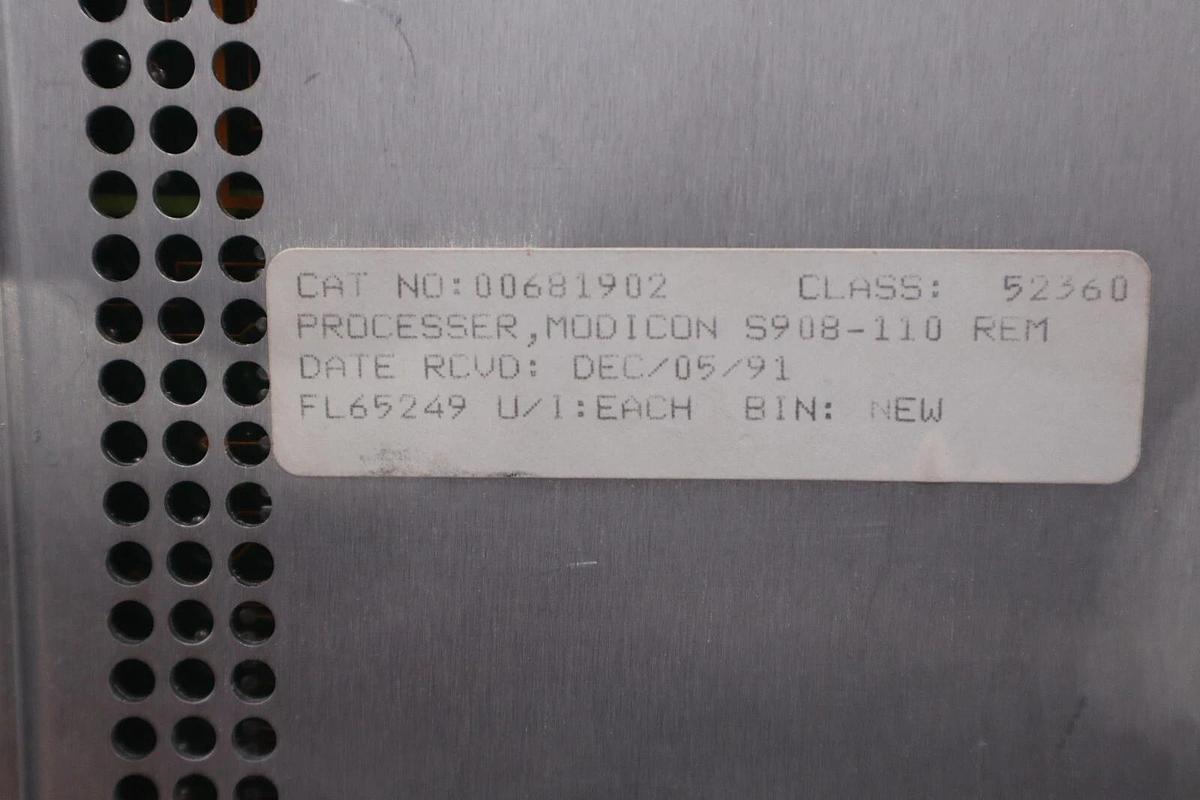 CAT NO:00681902 CLASS: 52360
PROCESSER,MODICON S908-110 REM
DATE RCVD: DEC/05/91
FL65249 U/I:EACH BIN: NEW